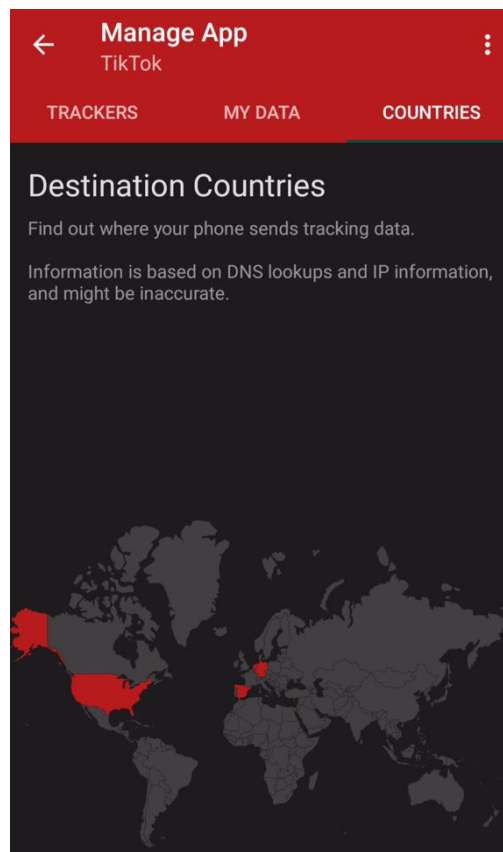 Manage App
TikTok
TRACKERS
MY DATA
COUNTRIES
Destination Countries
Find out where your phone sends tracking data.
Information is based on DNS lookups and IP information,
and might be inaccurate.